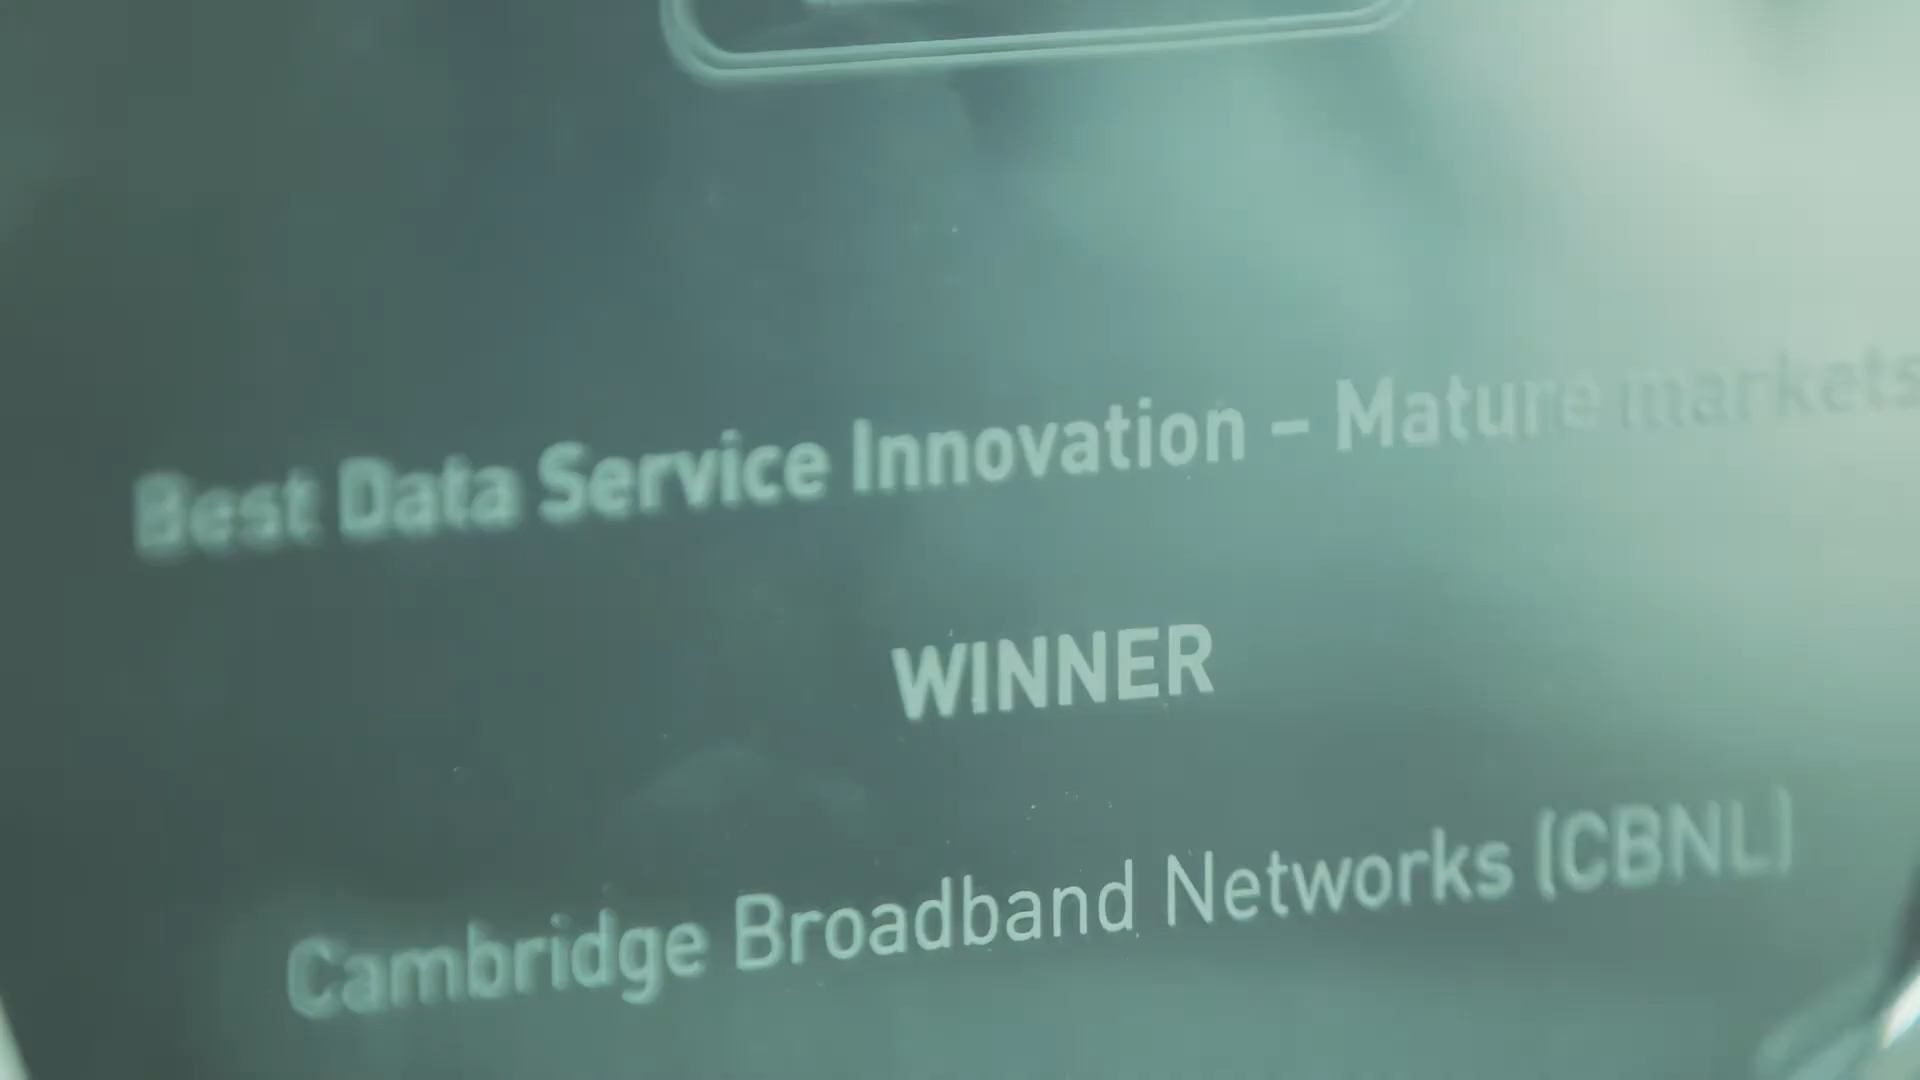 Best Data Service Innovation – Mature markets
WINNER
Cambridge Broadband Networks (CBNL)